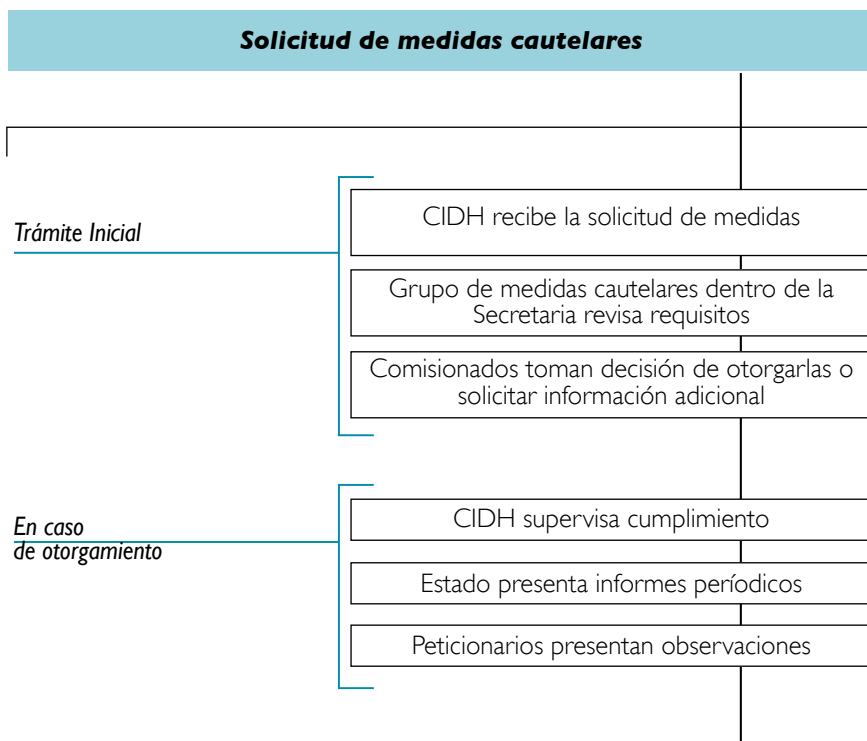 Solicitud de medidas cautelares
Trámite Inicial
CIDH recibe la solicitud de medidas
Grupo de medidas cautelares dentro de la
Secretaria revisa requisitos
Comisionados toman decisión de otorgarlas o
solicitar información adicional
En caso
de otorgamiento
CIDH supervisa cumplimiento
Estado presenta informes períodicos
Peticionarios presentan observaciones